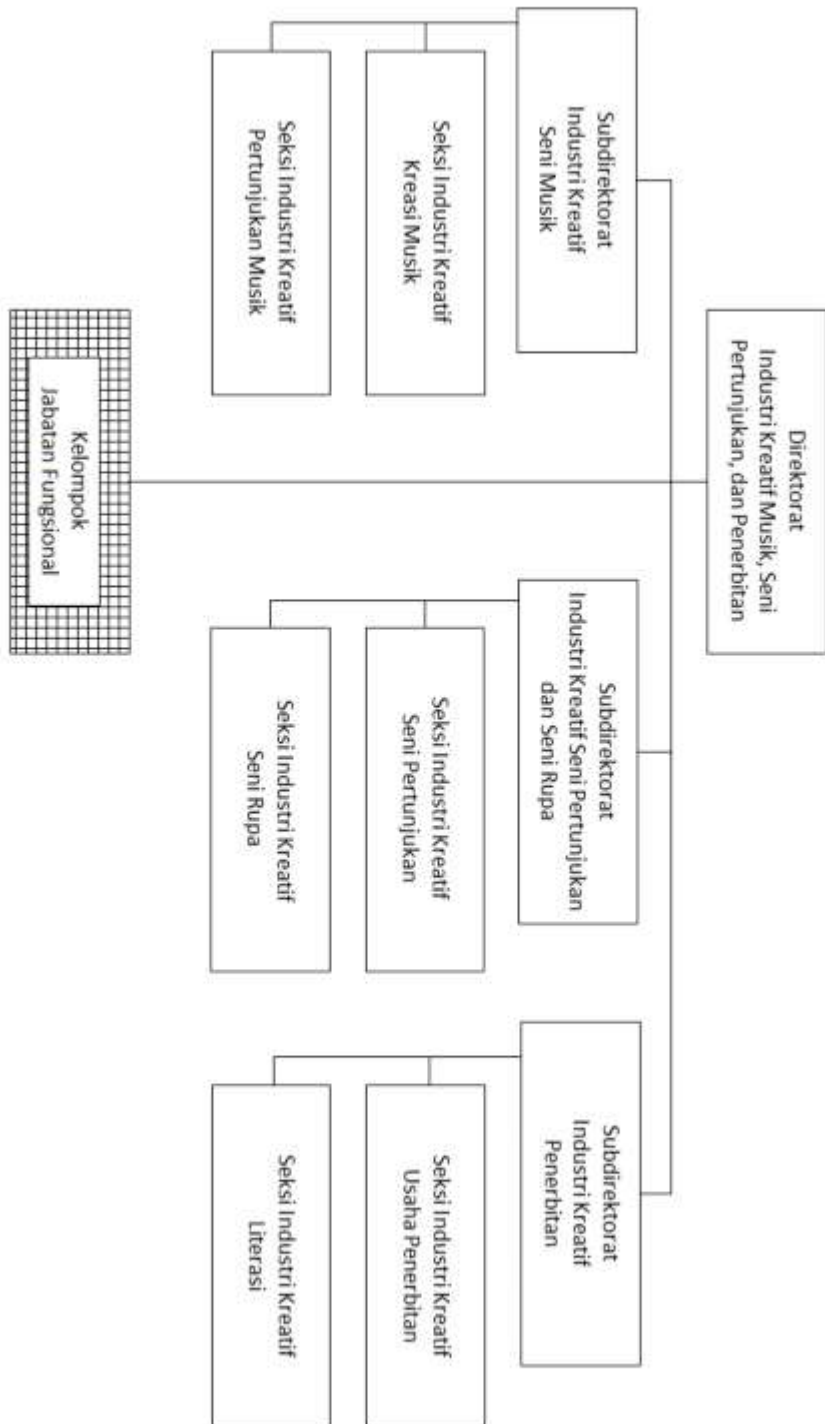 Direktorat
Industri Kreatif Musik, Seni
Pertunjukan, dan Penerbitan
Subdirektorat
Industri Kreatif
Seni Musik
Seksi Industri Kreatif
Kreasi Musik
Seksi Industri Kreatif
Pertunjukan Musik
Subdirektorat
Industri Kreatif Seni Pertunjukan
dan Seni Rupa
Seksi Industri Kreatif
Seni Pertunjukan
Seksi Industri Kreatif
Seni Rupa
Subdirektorat
Industri Kreatif
Penerbitan
Seksi Industri Kreatif
Usaha Penerbitan
Seksi Industri Kreatif
Literasi
Kelompok
Jabatan Fungsional